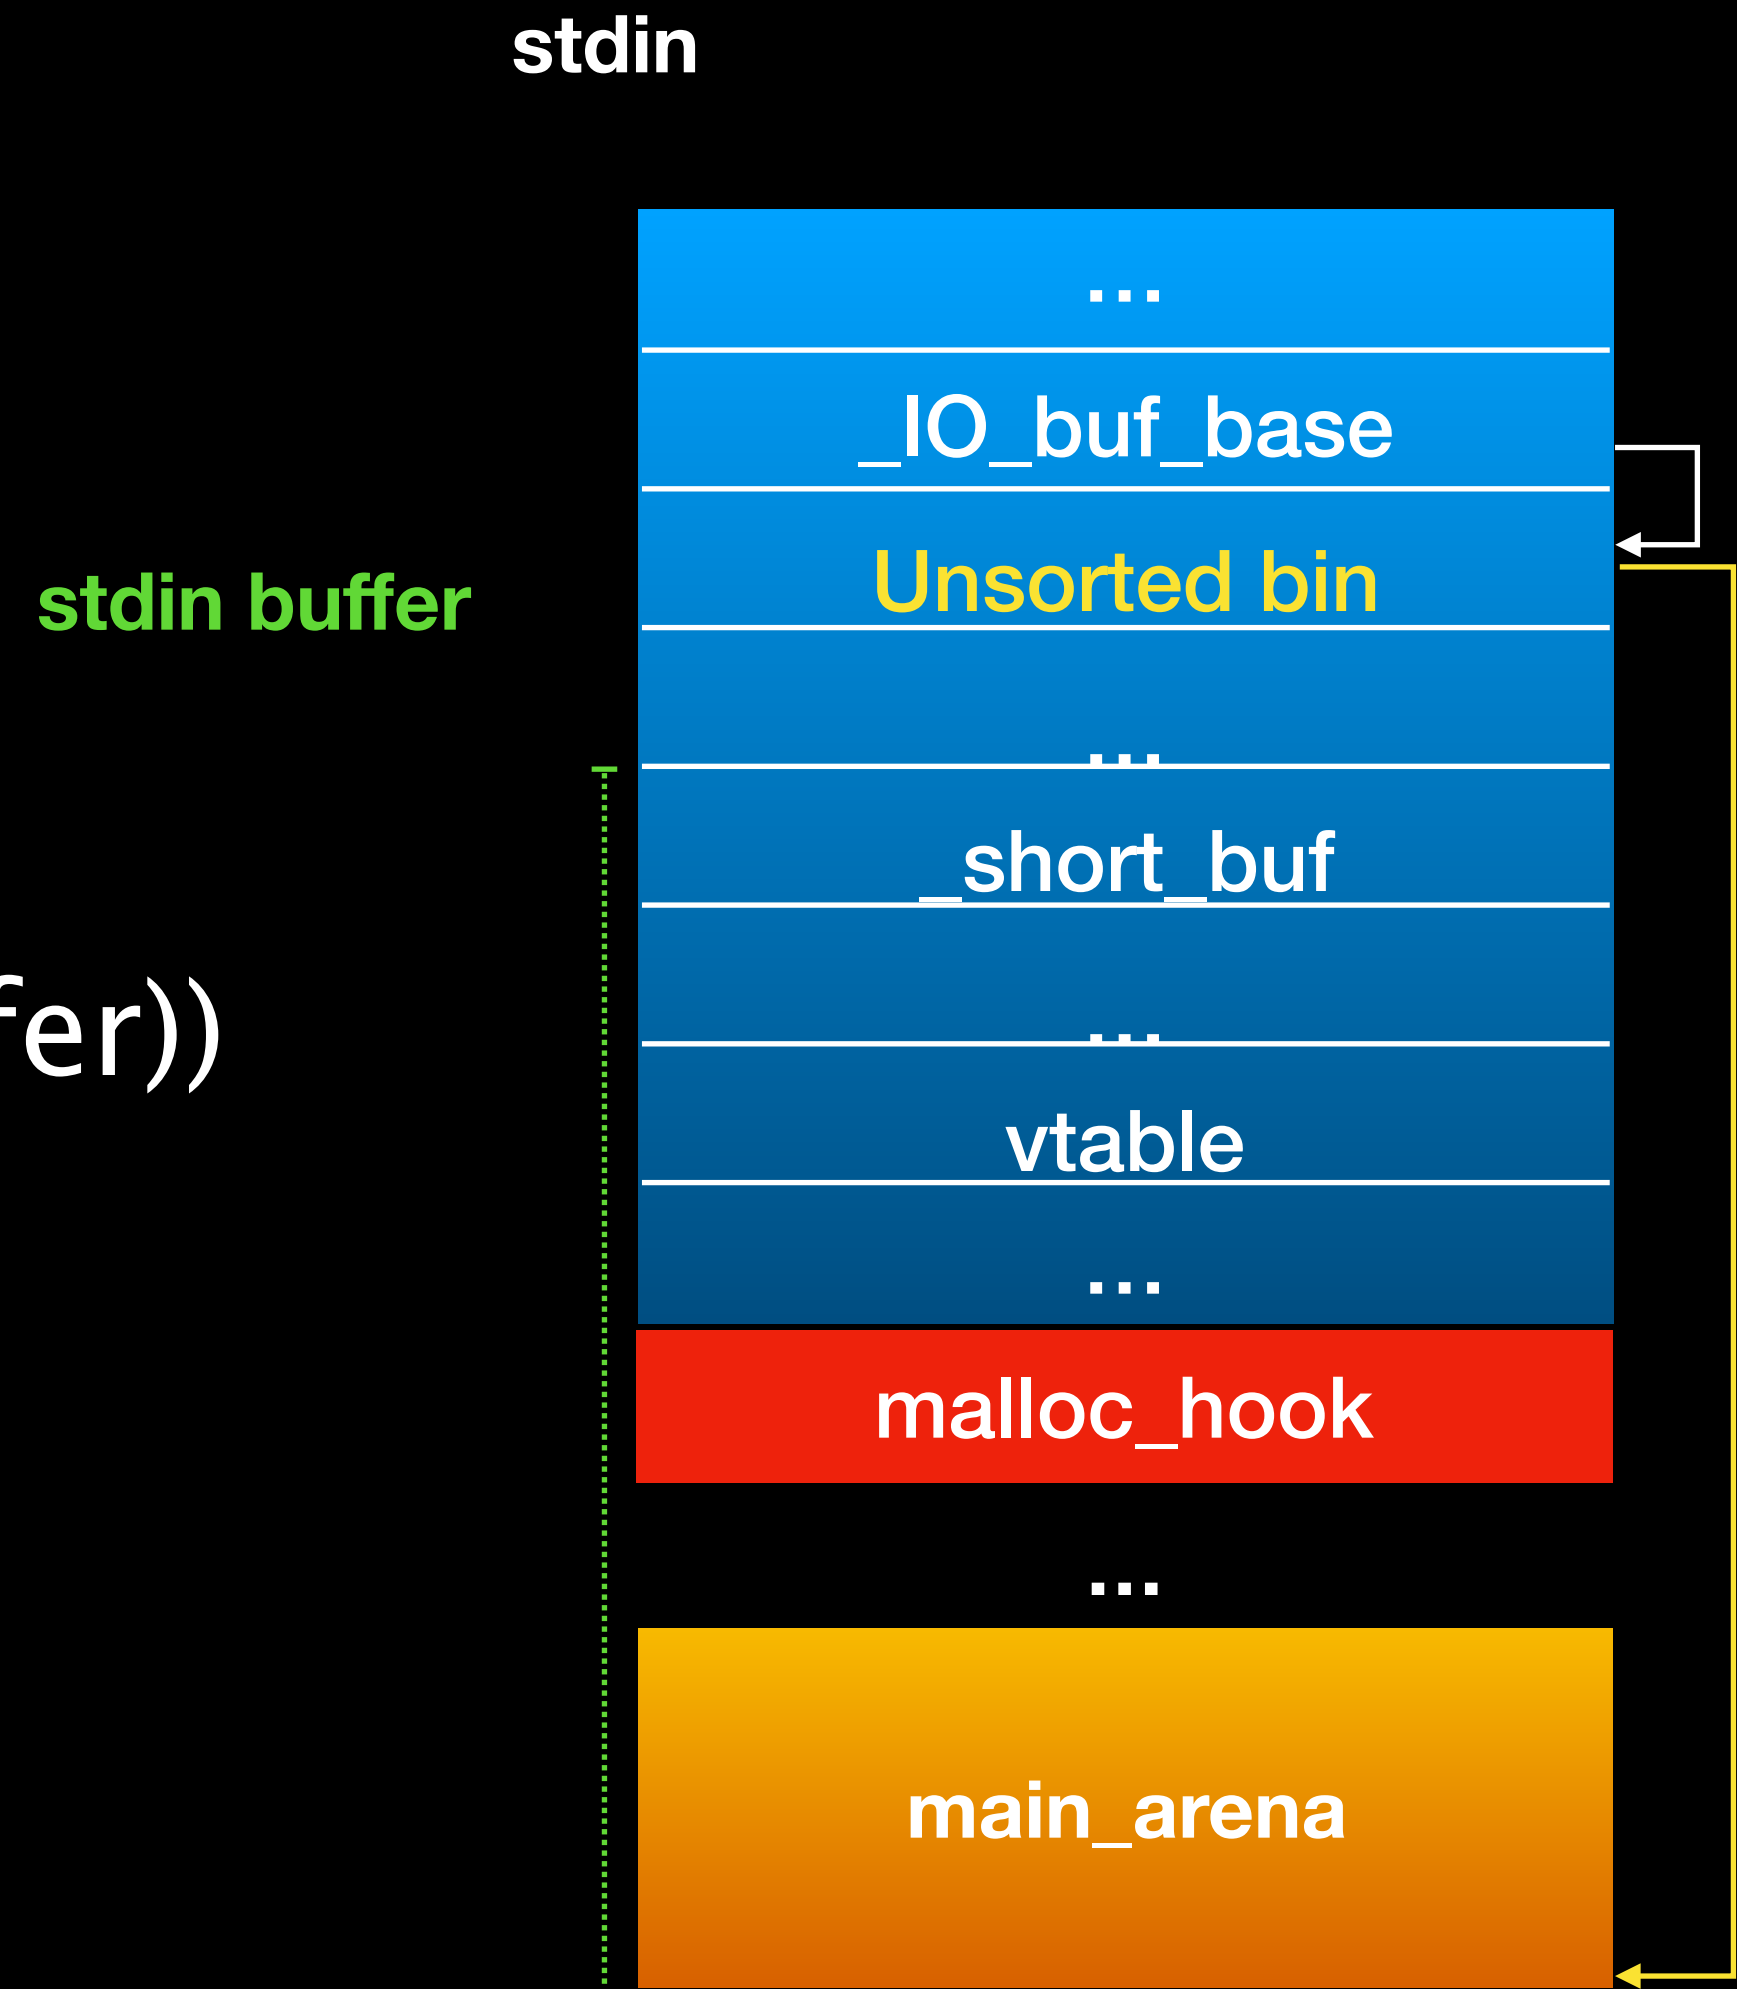 stdin
...
_IO_buf_base
Unsorted bin
stdin buffer
...
_short_buf
fer))
...
vtable
...
malloc_hook
...
main_arena